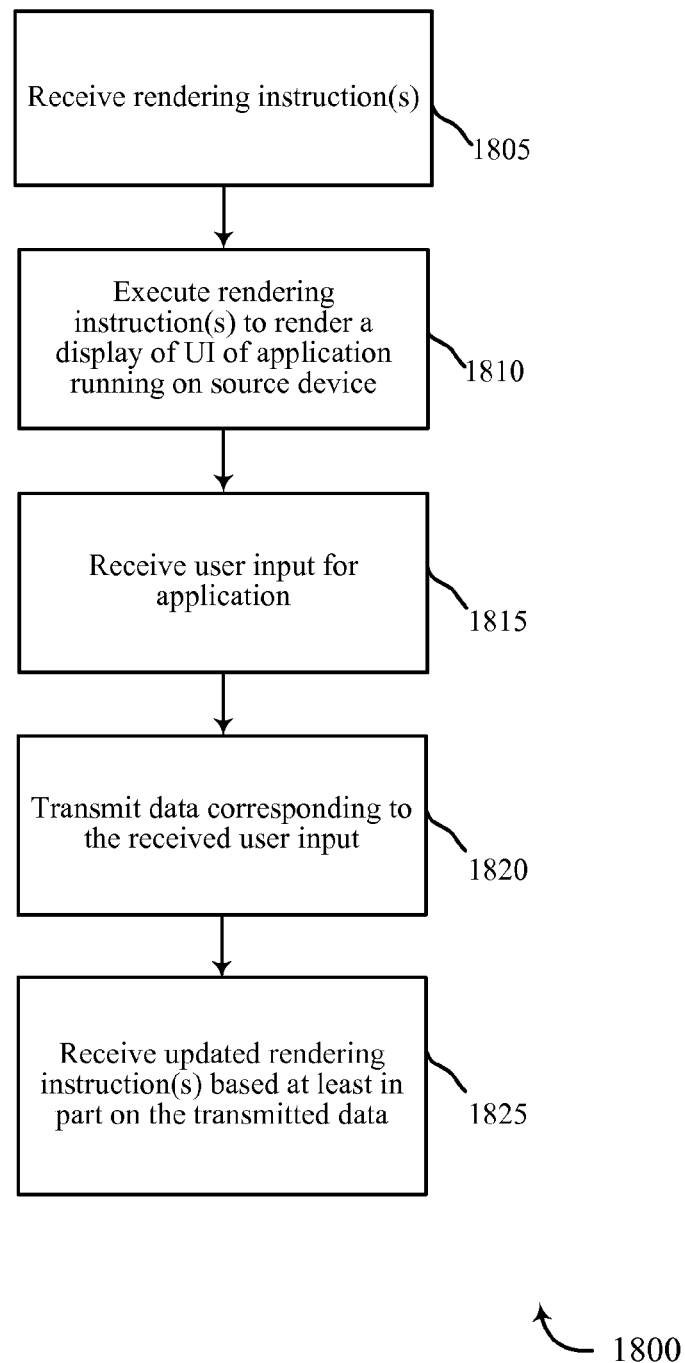 Receive rendering instruction(s)
1805
Execute rendering
instruction(s) to render a
display of UI of application
running on source device
1810
Receive user input for
application
1815
Transmit data corresponding to
the received user input
1820
Receive updated rendering
instruction(s) based at least in
part on the transmitted data
1825
1800